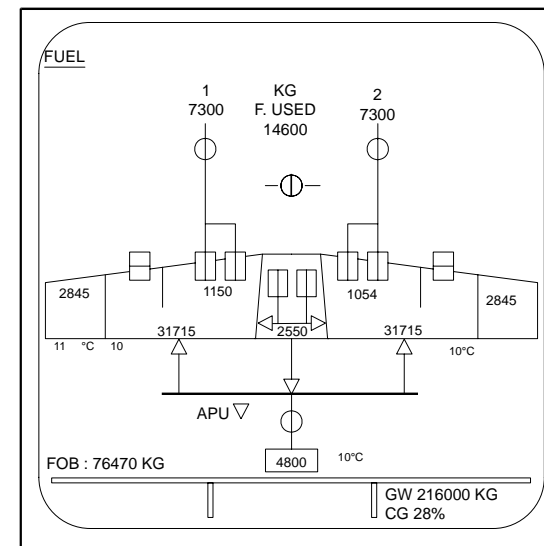 FUEL
1 KG 2
7300 F. USED 7300
14600
2845 1150 1054 2845
31715 2550 31715
11 °C 10 10°C
APU
4800 10°C
FOB : 76470 KG
GW 216000 KG
CG 28%